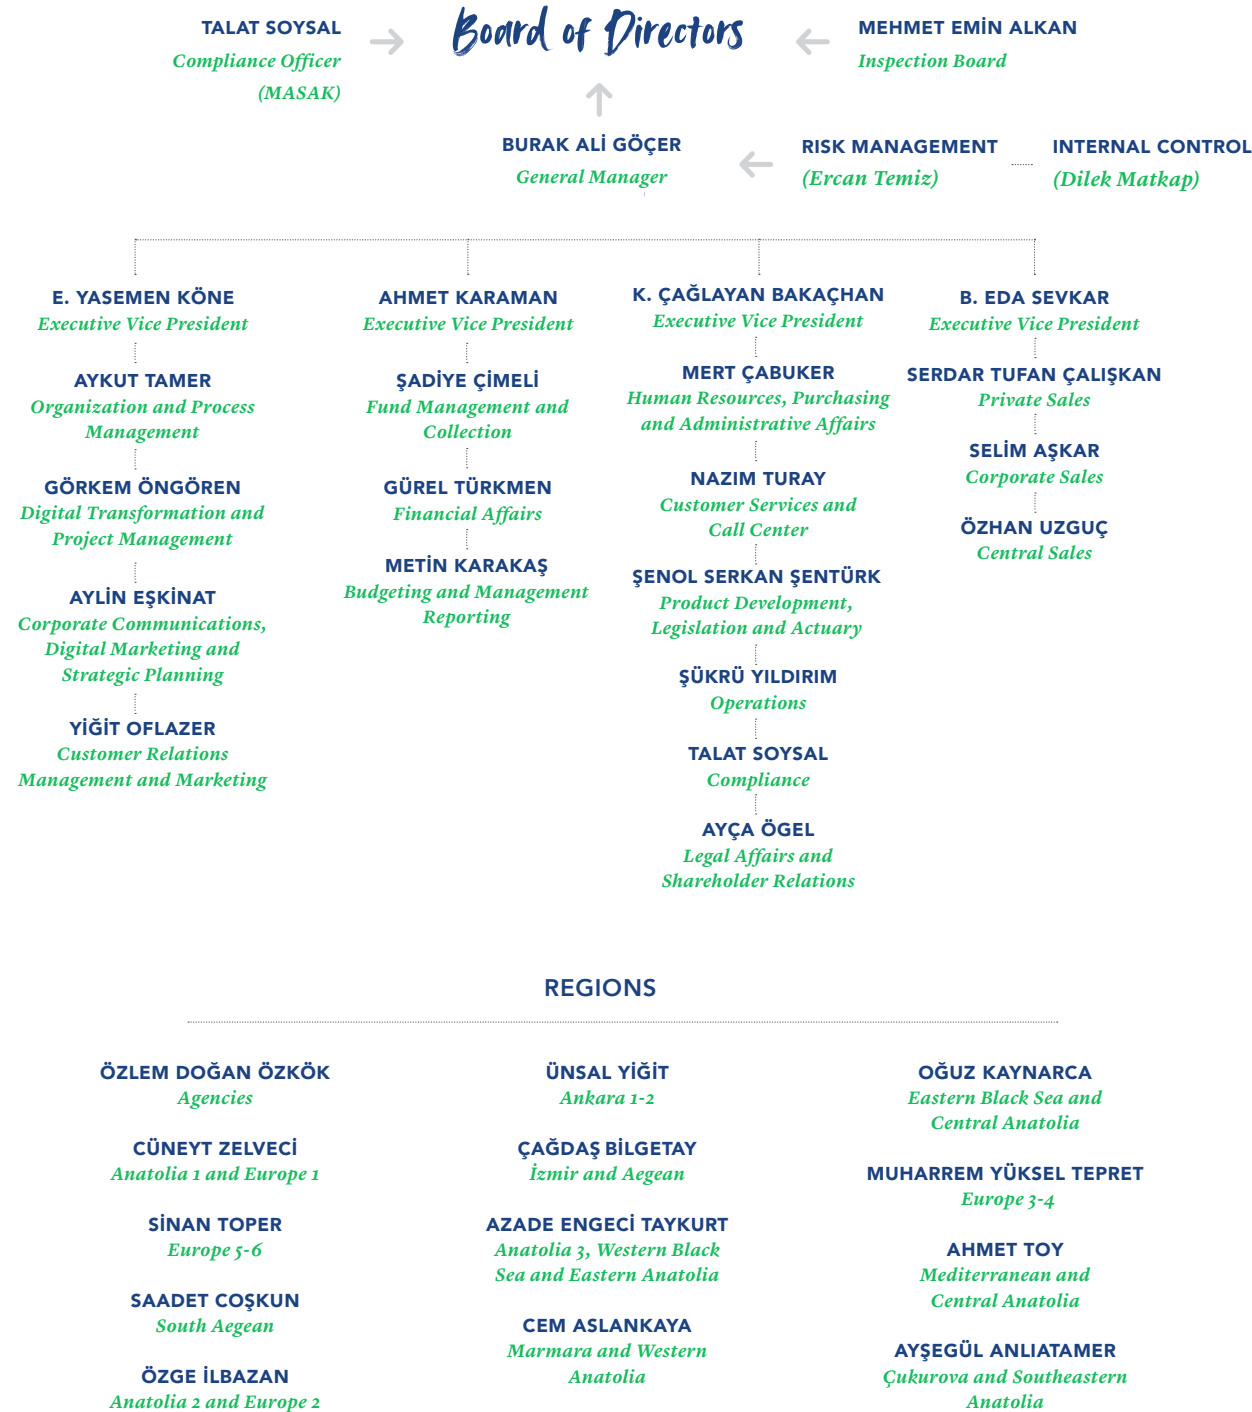 TALAT SOYSAL
Compliance Officer
(MASAK)
Board of Directors
MEHMET EMİN ALKAN
Inspection Board
BURAK ALİ GÖÇER
General Manager
RISK MANAGEMENT
(Ercan Temiz)
INTERNAL CONTROL
(Dilek Matkap)
E. YASEMEN KÖNE
Executive Vice President
AYKUT TAMER
Organization and Process
Management
GÖRKEM ÖNGÖREN
Digital Transformation and
Project Management
AYLİN EŞKİNAT
Corporate Communications,
Digital Marketing and
Strategic Planning
YİĞİT OFLAZER
Customer Relations
Management and Marketing
AHMET KARAMAN
Executive Vice President
ŞADİYE ÇİMELİ
Fund Management and
Collection
GÜREL TÜRKMEN
Financial Affairs
METİN KARAKAŞ
Budgeting and Management
Reporting
K. ÇAĞLAYAN BAKAÇHAN
Executive Vice President
MERT ÇABUKER
Human Resources, Purchasing
and Administrative Affairs
NAZIM TURAY
Customer Services and
Call Center
ŞENOL SERKAN ŞENTÜRK
Product Development,
Legislation and Actuary
ŞÜKRÜ YILDIRIM
Operations
TALAT SOYSAL
Compliance
AYÇA ÖGEL
Legal Affairs and
Shareholder Relations
B. EDA SEVKAR
Executive Vice President
SERDAR TUFAN ÇALIŞKAN
Private Sales
SELİM AŞKAR
Corporate Sales
ÖZHAN UZGUÇ
Central Sales
REGIONS
ÖZLEM DOĞAN ÖZKÖK
Agencies
CÜNEYT ZELVECİ
Anatolia 1 and Europe 1
SİNAN TOPER
Europe 5-6
SAADET COŞKUN
South Aegean
ÖZGE İLBAZAN
Anatolia 2 and Europe 2
ÜNSAL YİĞİT
Ankara 1-2
ÇAĞDAŞ BİLGETAY
İzmir and Aegean
AZADE ENGECİ TAYKURT
Anatolia 3, Western Black
Sea and Eastern Anatolia
CEM ASLANKAYA
Marmara and Western
Anatolia
OĞUZ KAYNARCA
Eastern Black Sea and
Central Anatolia
MUHARREM YÜKSEL TEPRET
Europe 3-4
AHMET TOY
Mediterranean and
Central Anatolia
AYŞEGÜL ANLIATAMER
Çukurova and Southeastern
Anatolia